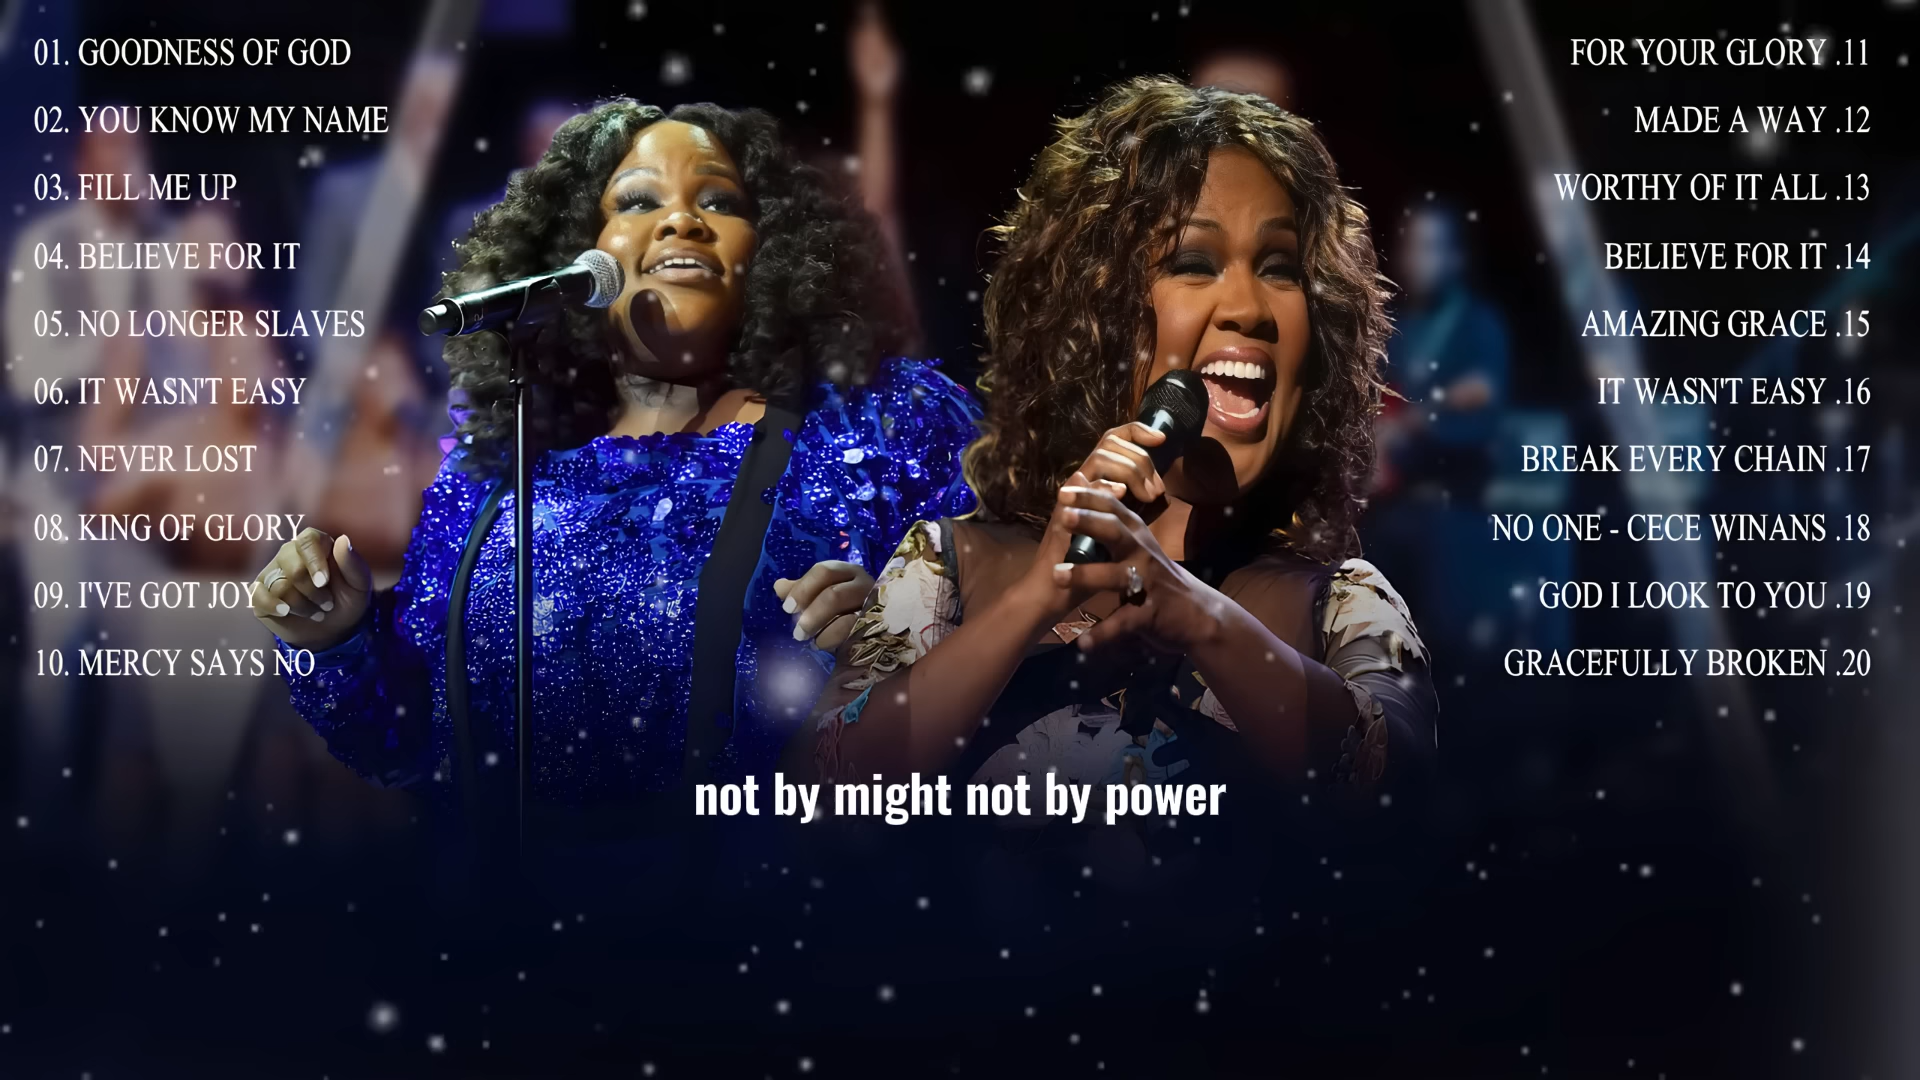 01. GOODNESS OF GOD
02. YOU KNOW MY NAME
03. FILL ME UP
04. BELIEVE FOR IT
05. NO LONGER SLAVES
06. IT WASN'T EASY
07. NEVER LOST
08. KING OF GLORY
09. I'VE GOT JOY
10. MERCY SAYS NO
FOR YOUR GLORY .11
MADE A WAY .12
WORTHY OF IT ALL .13
BELIEVE FOR IT .14
AMAZING GRACE .15
IT WASN'T EASY .16
BREAK EVERY CHAIN .17
NO ONE - CECE WINANS .18
GOD I LOOK TO YOU .19
GRACEFULLY BROKEN .20
not by might not by power